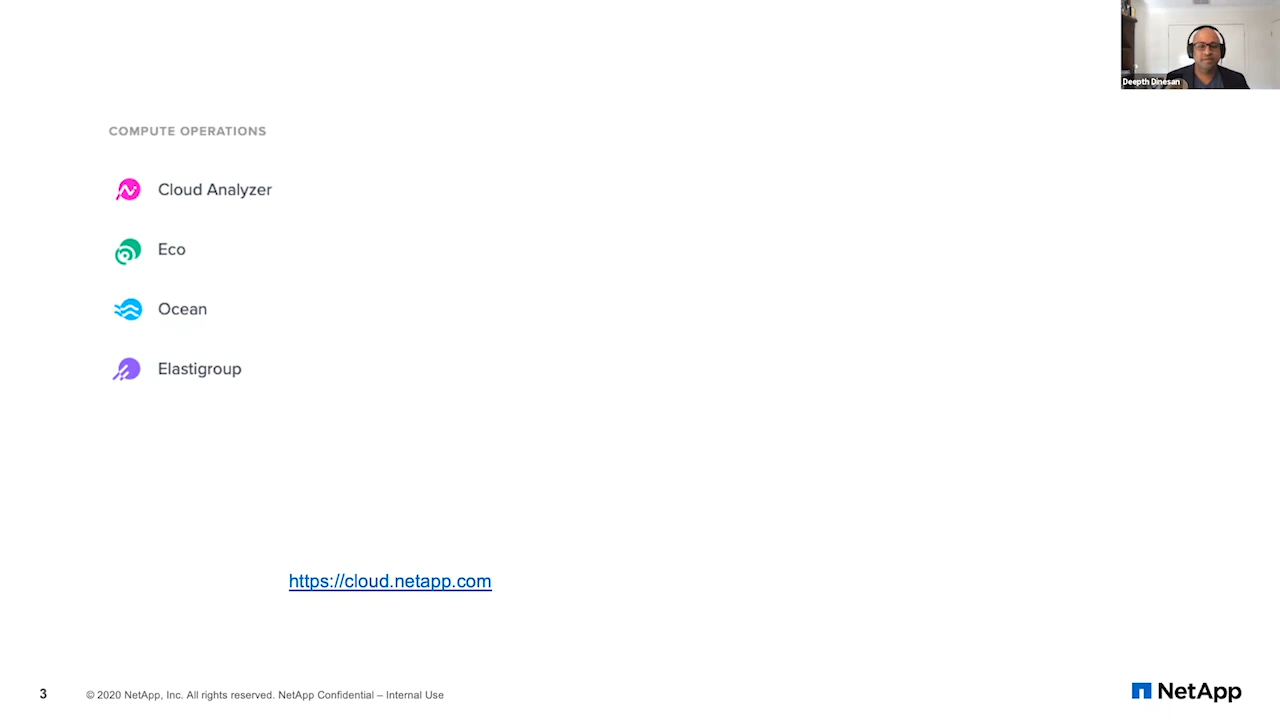 Deepth Dinesan
COMPUTE OPERATIONS
Cloud Analyzer
Eco
Ocean
Elastigroup
https://cloud.netapp.com
3
© 2020 NetApp, Inc. All rights reserved. NetApp Confidential – Internal Use
NetApp